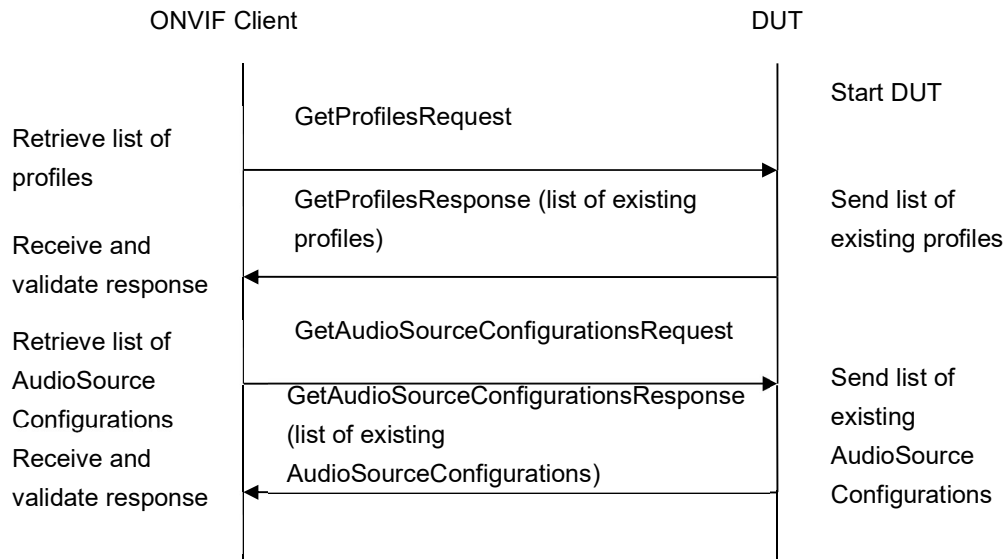 ONVIF Client
DUT
Start DUT
GetProfilesRequest
Retrieve list of
profiles
GetProfilesResponse (list of existing
profiles)
Send list of
existing profiles
Receive and
validate response
GetAudioSourceConfigurationsRequest
Retrieve list of
AudioSource
Configurations
GetAudioSourceConfigurationsResponse
(list of existing
AudioSourceConfigurations)
Send list of
existing
AudioSource
Configurations
Receive and
validate response